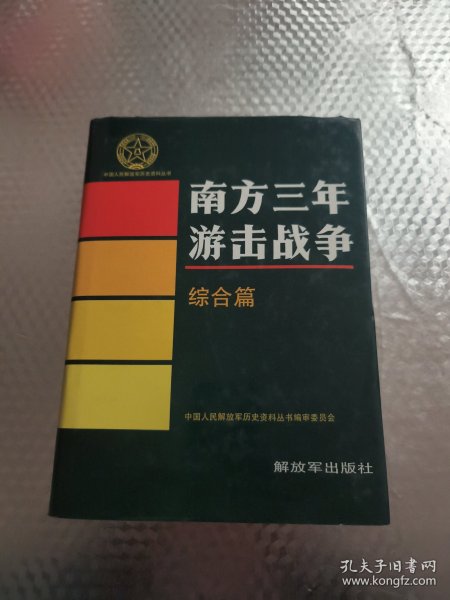 中国人民解放军历史资料丛书
南方三年
游击战争
综合篇
中国人民解放军历史资料丛书编审委员会
解放军出版社
孔夫子旧书网
www.kongfz.com